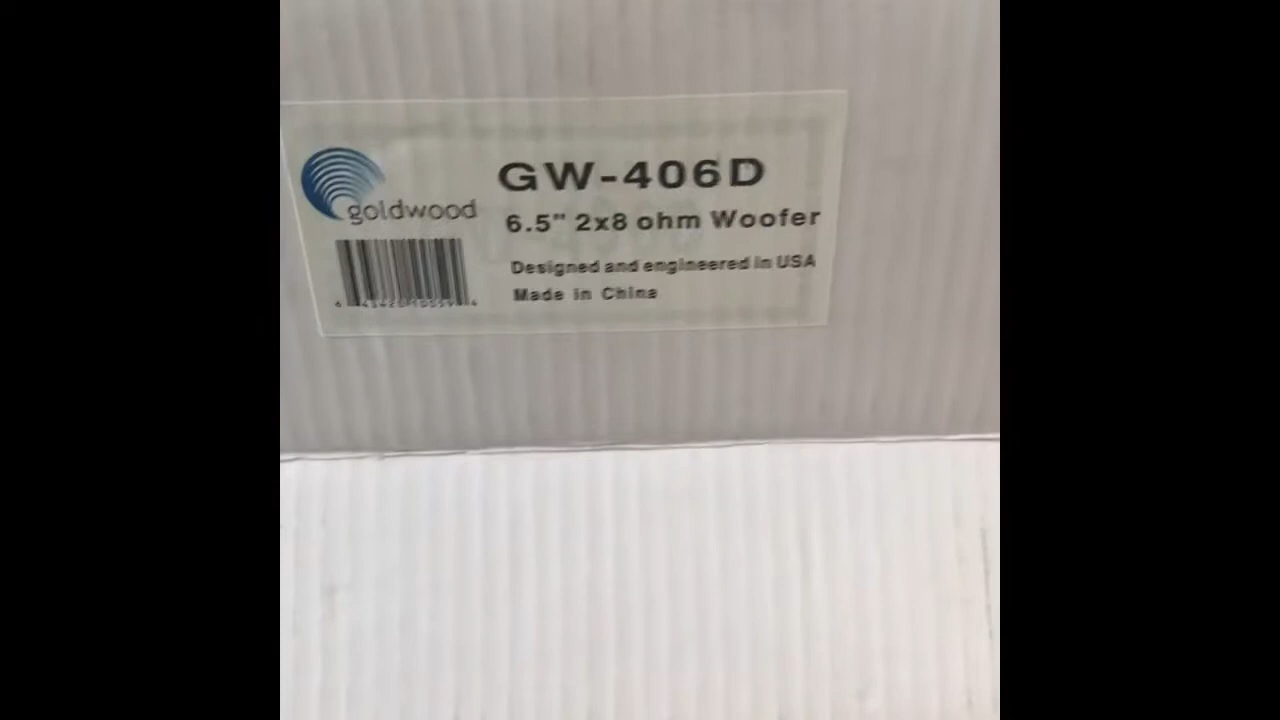 goldwood
GW-406D
6.5" 2x8 ohm Woofer
Designed and engineered in USA
Made in China